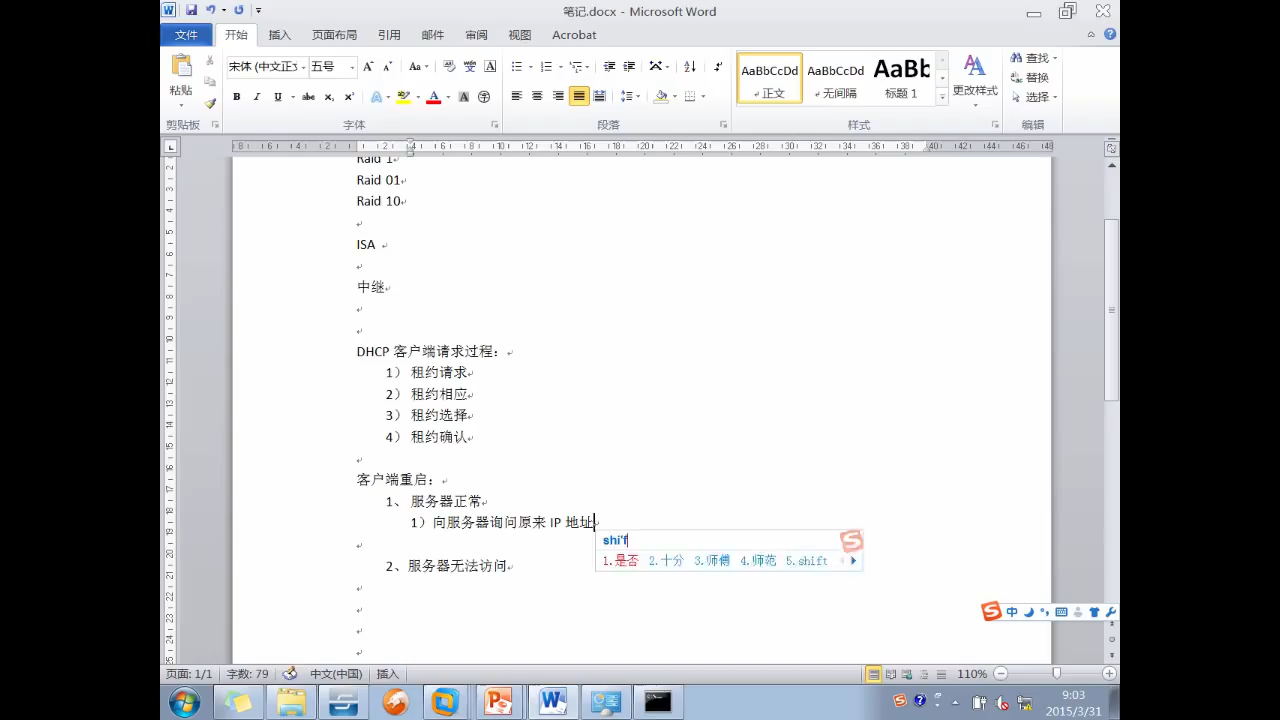 笔记.docx - Microsoft Word
文件 开始 插入 页面布局 引用 邮件 审阅 视图 Acrobat
粘贴
宋体 (中文正 五号
AaBbCcDd AaBbCcDd AaBb
正文 无间隔 标题 1
更改样式
查找
替换
选择
剪贴板 字体 段落 样式 编辑
Raid 1
Raid 01
Raid 10
ISA
中继
DHCP 客户端请求过程：
1） 租约请求
2） 租约相应
3） 租约选择
4） 租约确认
客户端重启：
1、 服务器正常
1）向服务器询问原来 IP 地址
shi'f
1.是否 2.十分 3.师傅 4.师范 5.shift
2、服务器无法访问
中
页面: 1/1 字数: 79 中文(中国) 插入 110%
9:03
2015/3/31